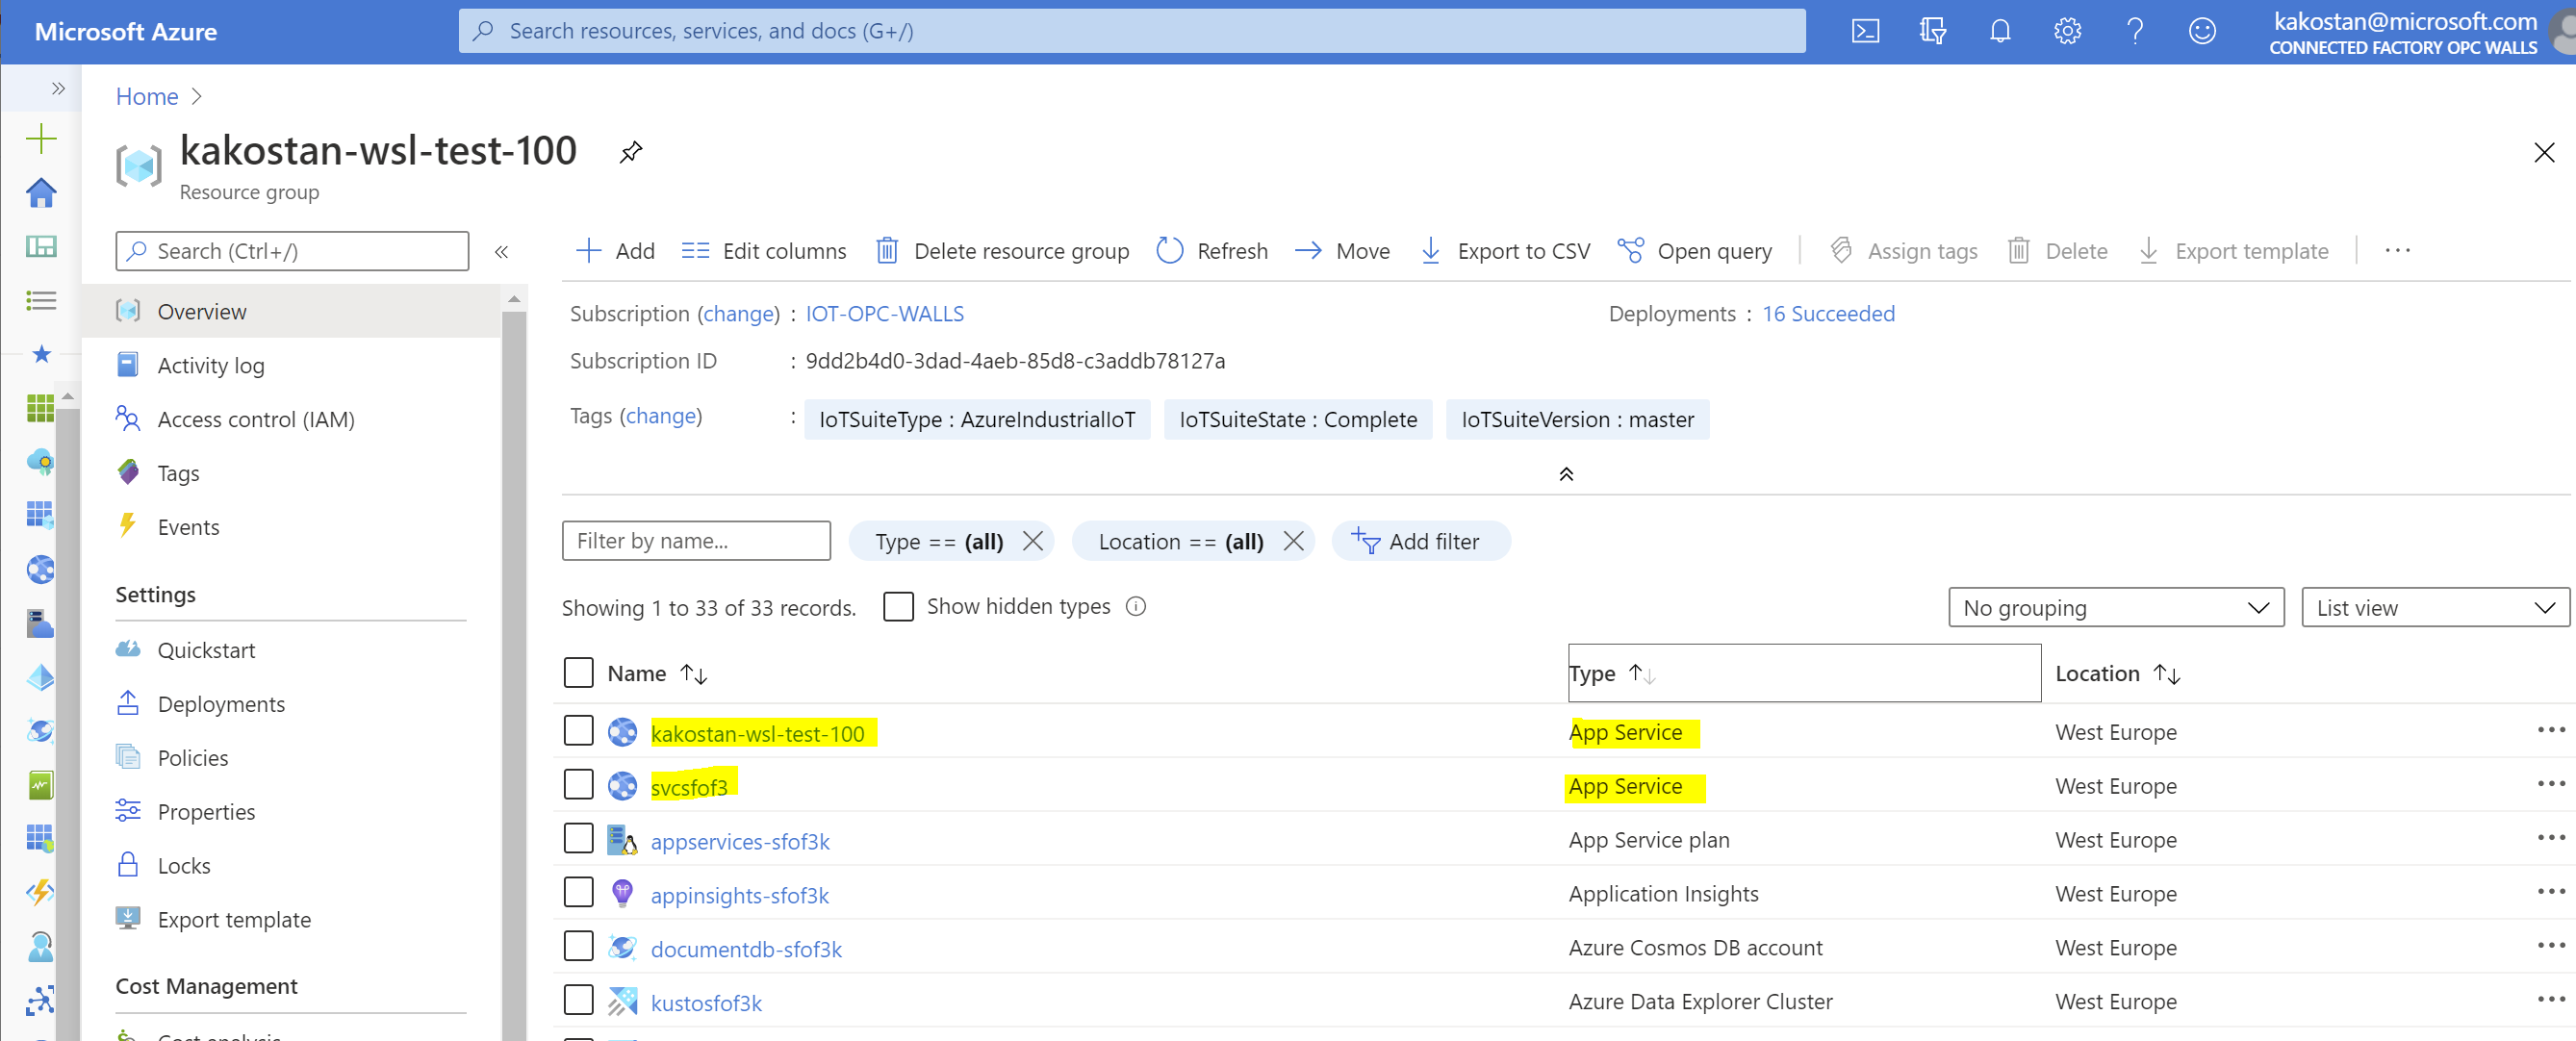 Microsoft Azure
Search resources, services, and docs (G+/)
kakostan@microsoft.com
CONNECTED FACTORY OPC WALLS
Home
kakostan-wsl-test-100
Resource group
Search (Ctrl+/)
Overview
Activity log
Access control (IAM)
Tags
Events
Settings
Quickstart
Deployments
Policies
Properties
Locks
Export template
Cost Management
Cost analysis
Add Edit columns Delete resource group Refresh Move Export to CSV Open query Assign tags Delete Export template
Subscription (change) : IOT-OPC-WALLS
Deployments : 16 Succeeded
Subscription ID : 9dd2b4d0-3dad-4aeb-85d8-c3addb78127a
Tags (change) : IoTSuiteType : AzureIndustrialIoT IoTSuiteState : Complete IoTSuiteVersion : master
Filter by name... Type == (all) Location == (all) Add filter
Showing 1 to 33 of 33 records. Show hidden types No grouping List view
Name Type Location
kakostan-wsl-test-100 App Service West Europe
svcsfof3 App Service West Europe
appservices-sfof3k App Service plan West Europe
appinsights-sfof3k Application Insights West Europe
documentdb-sfof3k Azure Cosmos DB account West Europe
kustosfof3k Azure Data Explorer Cluster West Europe